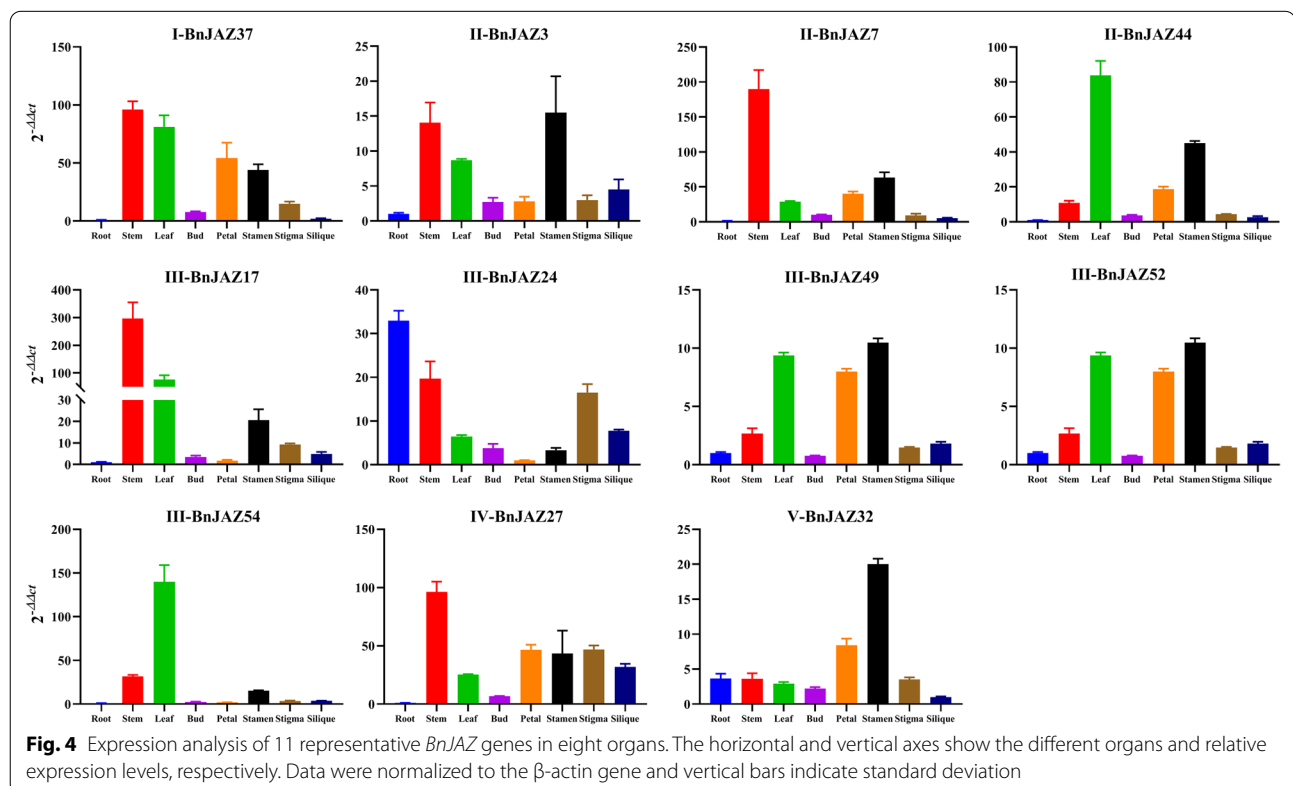 I-BnJAZ37
II-BnJAZ3
II-BnJAZ7
II-BnJAZ44
2^-ΔΔct
150
100
50
0
Root Stem Leaf Bud Petal Stamen Stigma Silique
25
20
15
10
5
0
Root Stem Leaf Bud Petal Stamen Stigma Silique
250
200
150
100
50
0
Root Stem Leaf Bud Petal Stamen Stigma Silique
100
80
60
40
20
0
Root Stem Leaf Bud Petal Stamen Stigma Silique
III-BnJAZ17
III-BnJAZ24
III-BnJAZ49
III-BnJAZ52
2^-ΔΔct
400
300
200
100
30
20
10
0
Root Stem Leaf Bud Petal Stamen Stigma Silique
40
30
20
10
0
Root Stem Leaf Bud Petal Stamen Stigma Silique
15
10
5
0
Root Stem Leaf Bud Petal Stamen Stigma Silique
15
10
5
0
Root Stem Leaf Bud Petal Stamen Stigma Silique
III-BnJAZ54
IV-BnJAZ27
V-BnJAZ32
2^-ΔΔct
200
150
100
50
0
Root Stem Leaf Bud Petal Stamen Stigma Silique
150
100
50
0
Root Stem Leaf Bud Petal Stamen Stigma Silique
25
20
15
10
5
0
Root Stem Leaf Bud Petal Stamen Stigma Silique
Fig. 4 Expression analysis of 11 representative BnJAZ genes in eight organs. The horizontal and vertical axes show the different organs and relative
expression levels, respectively. Data were normalized to the β-actin gene and vertical bars indicate standard deviation